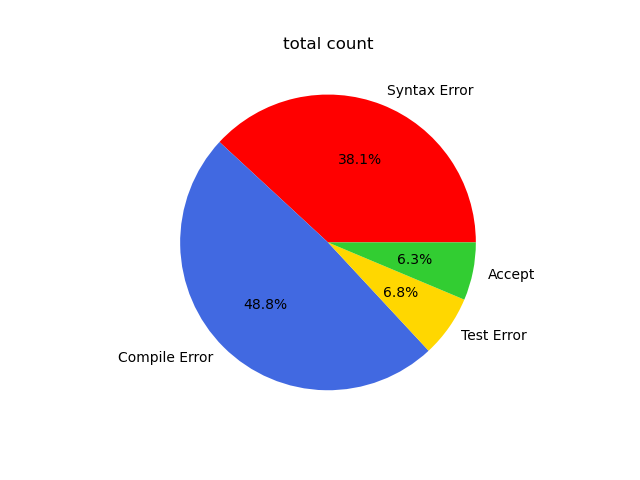 total count
Syntax Error
38.1%
6.3%
Accept
6.8%
48.8%
Test Error
Compile Error